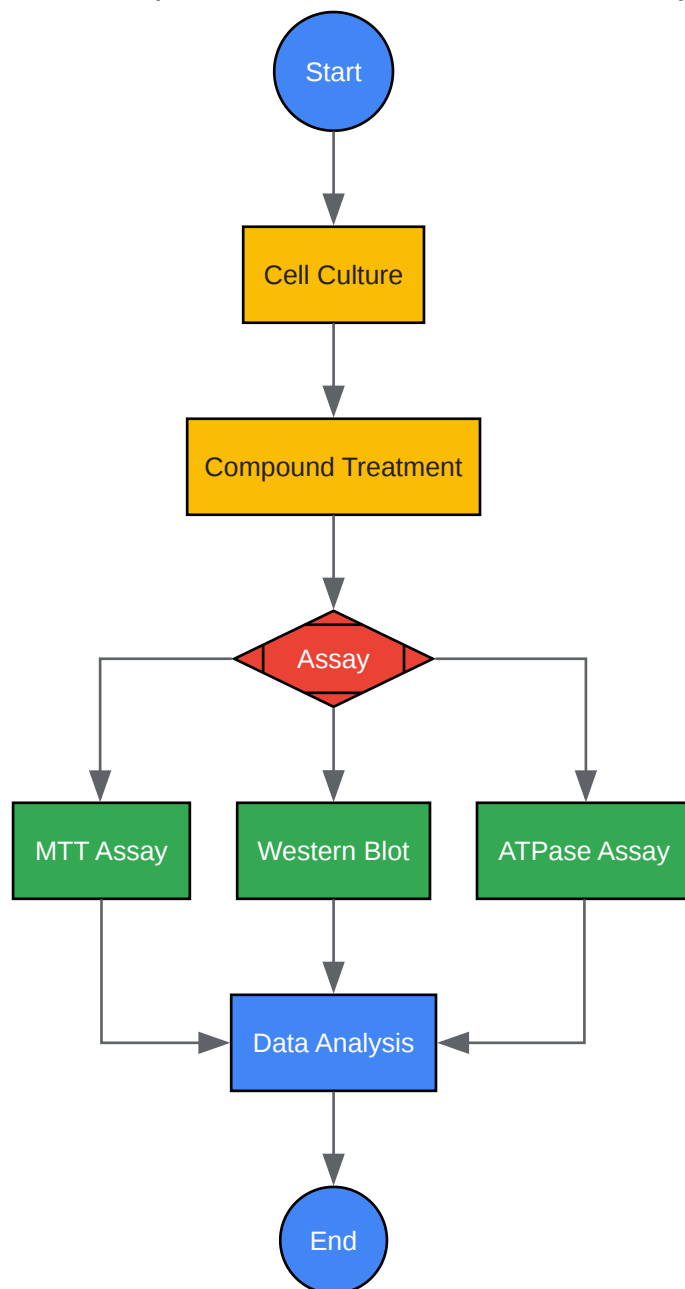 Start
Cell Culture
Compound Treatment
Assay
MTT Assay
Western Blot
ATPase Assay
Data Analysis
End